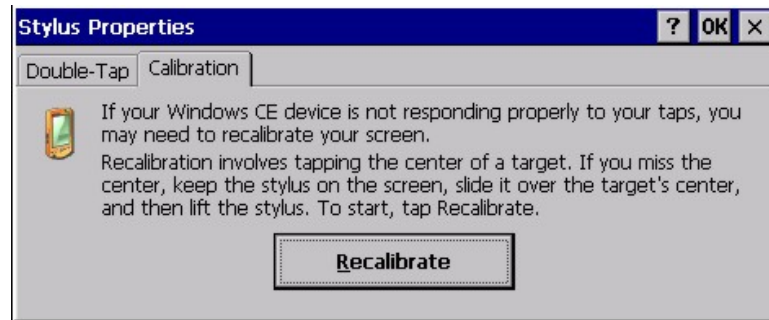 Stylus Properties ? OK ×
Double-Tap Calibration
If your Windows CE device is not responding properly to your taps, you
may need to recalibrate your screen.
Recalibration involves tapping the center of a target. If you miss the
center, keep the stylus on the screen, slide it over the target's center,
and then lift the stylus. To start, tap Recalibrate.
Recalibrate